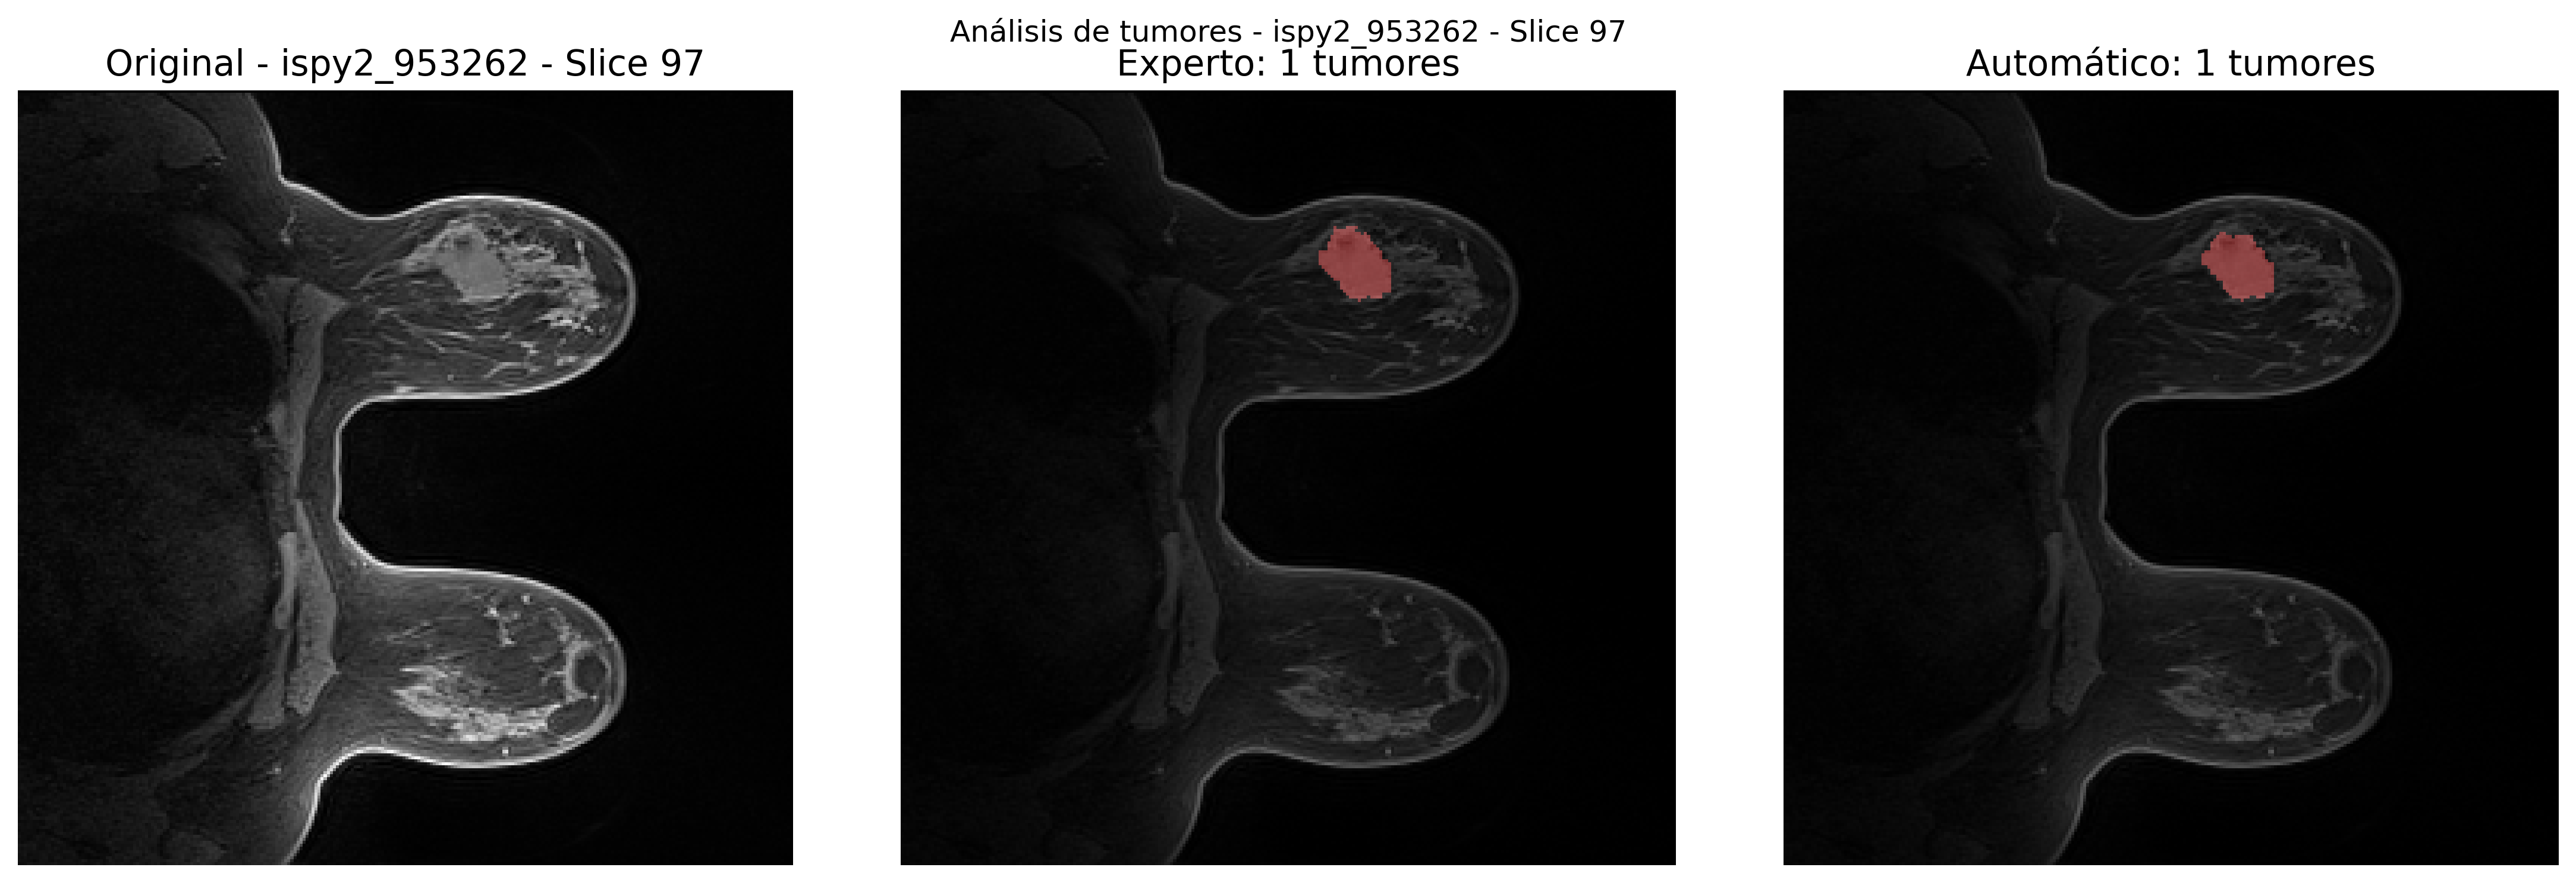 Análisis de tumores - ispy2_953262 - Slice 97
Original - ispy2_953262 - Slice 97
Experto: 1 tumores
Automático: 1 tumores